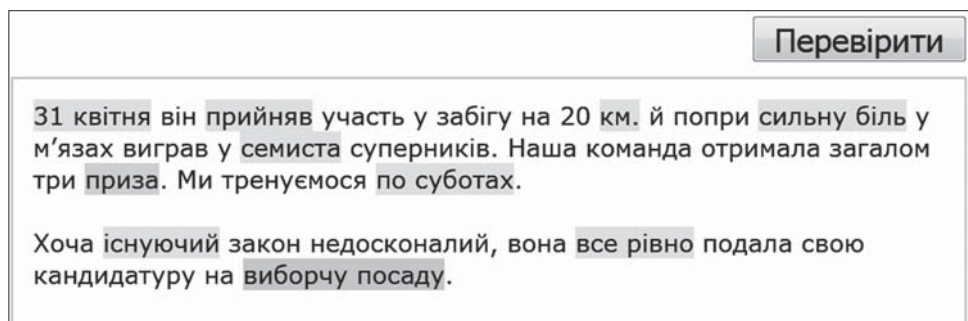 Перевірити
31 квітня він прийняв участь у забігу на 20 км. й попри сильну біль у
м’язах виграв у семиста суперників. Наша команда отримала загалом
три приза. Ми тренуємося по суботах.
Хоча існуючий закон недосконалий, вона все рівно подала свою
кандидатуру на виборчу посаду.